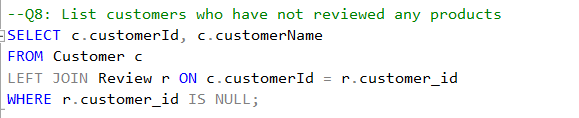 --Q8: List customers who have not reviewed any products
SELECT c.customerId, c.customerName
FROM Customer c
LEFT JOIN Review r ON c.customerId = r.customer_id
WHERE r.customer_id IS NULL;